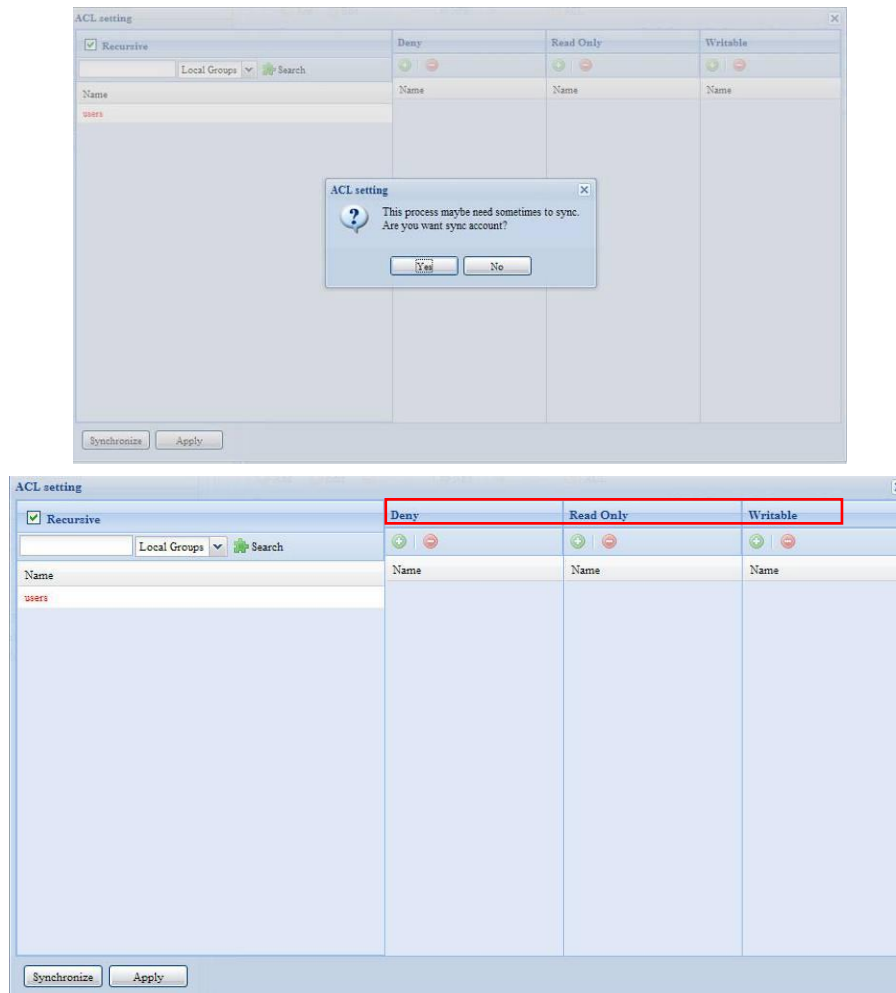 ACL setting
Recursive Deny Read Only Writable
Local Groups Search
Name Name Name Name
users
ACL setting
This process maybe need sometimes to sync.
Are you want sync account?
Yes No
Synchronize Apply
ACL setting
Recursive Deny Read Only Writable
Local Groups Search
Name Name Name Name
users
Synchronize Apply